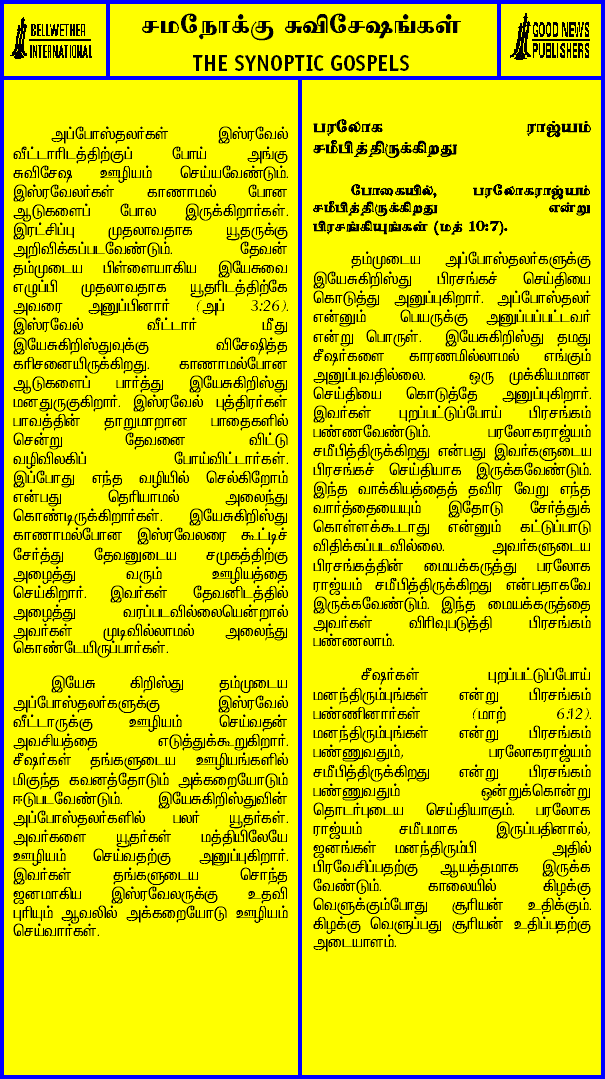 BELLWETHER
INTERNATIONAL
சமநோக்கு சுவிசேஷங்கள்
THE SYNOPTIC GOSPELS
GOOD NEWS
PUBLISHERS
அப்போஸ்தலர்கள் இஸ்ரவேல்
வீட்டாரிடத்திற்குப் போய் அங்கு
சுவிசேஷ ஊழியம் செய்யவேண்டும்.
இஸ்ரவேலர்கள் காணாமல் போன
ஆடுகளைப் போல இருக்கிறார்கள்.
இரட்சிப்பு முதலாவதாக யூதருக்கு
அறிவிக்கப்படவேண்டும். தேவன்
தம்முடைய பிள்ளையாகிய இயேசுவை
எழுப்பி முதலாவதாக யூதரிடத்திற்கே
அவரை அனுப்பினார் (அப் 3:26).
இஸ்ரவேல் வீட்டார் மீது
இயேசுகிறிஸ்துவுக்கு விசேஷித்த
கரிசனையிருக்கிறது. காணாமல்போன
ஆடுகளைப் பார்த்து இயேசுகிறிஸ்து
மனதுருகுகிறார். இஸ்ரவேல் புத்திரர்கள்
பாவத்தின் தாறுமாறான பாதைகளில்
சென்று தேவனை விட்டு
வழிவிலகிப் போய்விட்டார்கள்.
இப்போது எந்த வழியில் செல்கிறோம்
என்பது தெரியாமல் அலைந்து
கொண்டிருக்கிறார்கள். இயேசுகிறிஸ்து
காணாமல்போன இஸ்ரவேலரை கூட்டிச்
சேர்த்து தேவனுடைய சமுகத்திற்கு
அழைத்து வரும் ஊழியத்தை
செய்கிறார். இவர்கள் தேவனிடத்தில்
அழைத்து வரப்படவில்லையென்றால்
அவர்கள் முடிவில்லாமல் அலைந்து
கொண்டேயிருப்பார்கள்.
இயேசு கிறிஸ்து தம்முடைய
அப்போஸ்தலர்களுக்கு இஸ்ரவேல்
வீட்டாருக்கு ஊழியம் செய்வதன்
அவசியத்தை எடுத்துக்கூறுகிறார்.
சீஷர்கள் தங்களுடைய ஊழியங்களில்
மிகுந்த கவனத்தோடும் அக்கறையோடும்
ஈடுபடவேண்டும். இயேசுகிறிஸ்துவின்
அப்போஸ்தலர்களில் பலர் யூதர்கள்.
அவர்களை யூதர்கள் மத்தியிலேயே
ஊழியம் செய்வதற்கு அனுப்புகிறார்.
இவர்கள் தங்களுடைய சொந்த
ஜனமாகிய இஸ்ரவேலருக்கு உதவி
புரியும் ஆவலில் அக்கறையோடு ஊழியம்
செய்வார்கள்.
பரலோக ராஜ்யம்
சமீபித்திருக்கிறது
போகையில், பரலோகராஜ்யம்
சமீபித்திருக்கிறது என்று
பிரசங்கியுங்கள் (மத் 10:7).
தம்முடைய அப்போஸ்தலர்களுக்கு
இயேசுகிறிஸ்து பிரசங்கச் செய்தியை
கொடுத்து அனுப்புகிறார். அப்போஸ்தலர்
என்னும் பெயருக்கு அனுப்பப்பட்டவர்
என்று பொருள். இயேசுகிறிஸ்து தமது
சீஷர்களை காரணமில்லாமல் எங்கும்
அனுப்புவதில்லை. ஒரு முக்கியமான
செய்தியை கொடுத்தே அனுப்புகிறார்.
இவர்கள் புறப்பட்டுப்போய் பிரசங்கம்
பண்ணவேண்டும். பரலோகராஜ்யம்
சமீபித்திருக்கிறது என்பது இவர்களுடைய
பிரசங்கச் செய்தியாக இருக்கவேண்டும்.
இந்த வாக்கியத்தைத் தவிர வேறு எந்த
வார்த்தையையும் இதோடு சேர்த்துக்
கொள்ளக்கூடாது என்னும் கட்டுப்பாடு
விதிக்கப்படவில்லை. அவர்களுடைய
பிரசங்கத்தின் மையக்கருத்து பரலோக
ராஜ்யம் சமீபித்திருக்கிறது என்பதாகவே
இருக்கவேண்டும். இந்த மையக்கருத்தை
அவர்கள் விரிவுபடுத்தி பிரசங்கம்
பண்ணலாம்.
சீஷர்கள் புறப்பட்டுப்போய்
மனந்திரும்புங்கள் என்று பிரசங்கம்
பண்ணினார்கள் (மாற் 6:12).
மனந்திரும்புங்கள் என்று பிரசங்கம்
பண்ணுவதும், பரலோகராஜ்யம்
சமீபித்திருக்கிறது என்று பிரசங்கம்
பண்ணுவதும் ஒன்றுக்கொன்று
தொடர்புடைய செய்தியாகும். பரலோக
ராஜ்யம் சமீபமாக இருப்பதினால்,
ஜனங்கள் மனந்திரும்பி அதில்
பிரவேசிப்பதற்கு ஆயத்தமாக இருக்க
வேண்டும். காலையில் கிழக்கு
வெளுக்கும்போது சூரியன் உதிக்கும்.
கிழக்கு வெளுப்பது சூரியன் உதிப்பதற்கு
அடையாளம்.